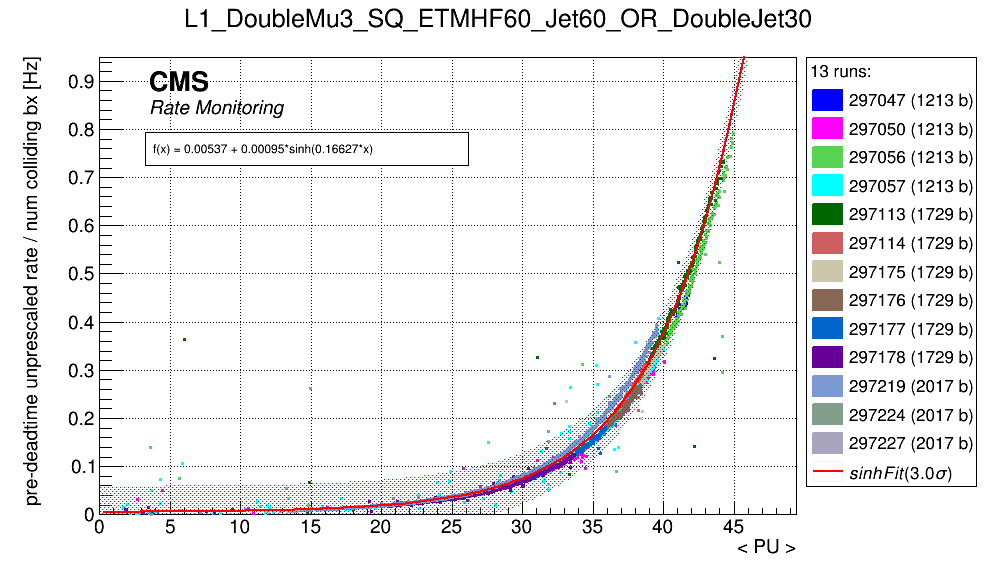 L1_DoubleMu3_SQ_ETMHF60_Jet60_OR_DoubleJet30
pre-deadtime unprescaled rate / num colliding bx [Hz]
CMS
Rate Monitoring
f(x) = 0.00537 + 0.00095*sinh(0.16627*x)
0.9
0.8
0.7
0.6
0.5
0.4
0.3
0.2
0.1
0
0 5 10 15 20 25 30 35 40 45
< PU >
13 runs:
297047 (1213 b)
297050 (1213 b)
297056 (1213 b)
297057 (1213 b)
297113 (1729 b)
297114 (1729 b)
297175 (1729 b)
297176 (1729 b)
297177 (1729 b)
297178 (1729 b)
297219 (2017 b)
297224 (2017 b)
297227 (2017 b)
sinhFit(3.0σ)